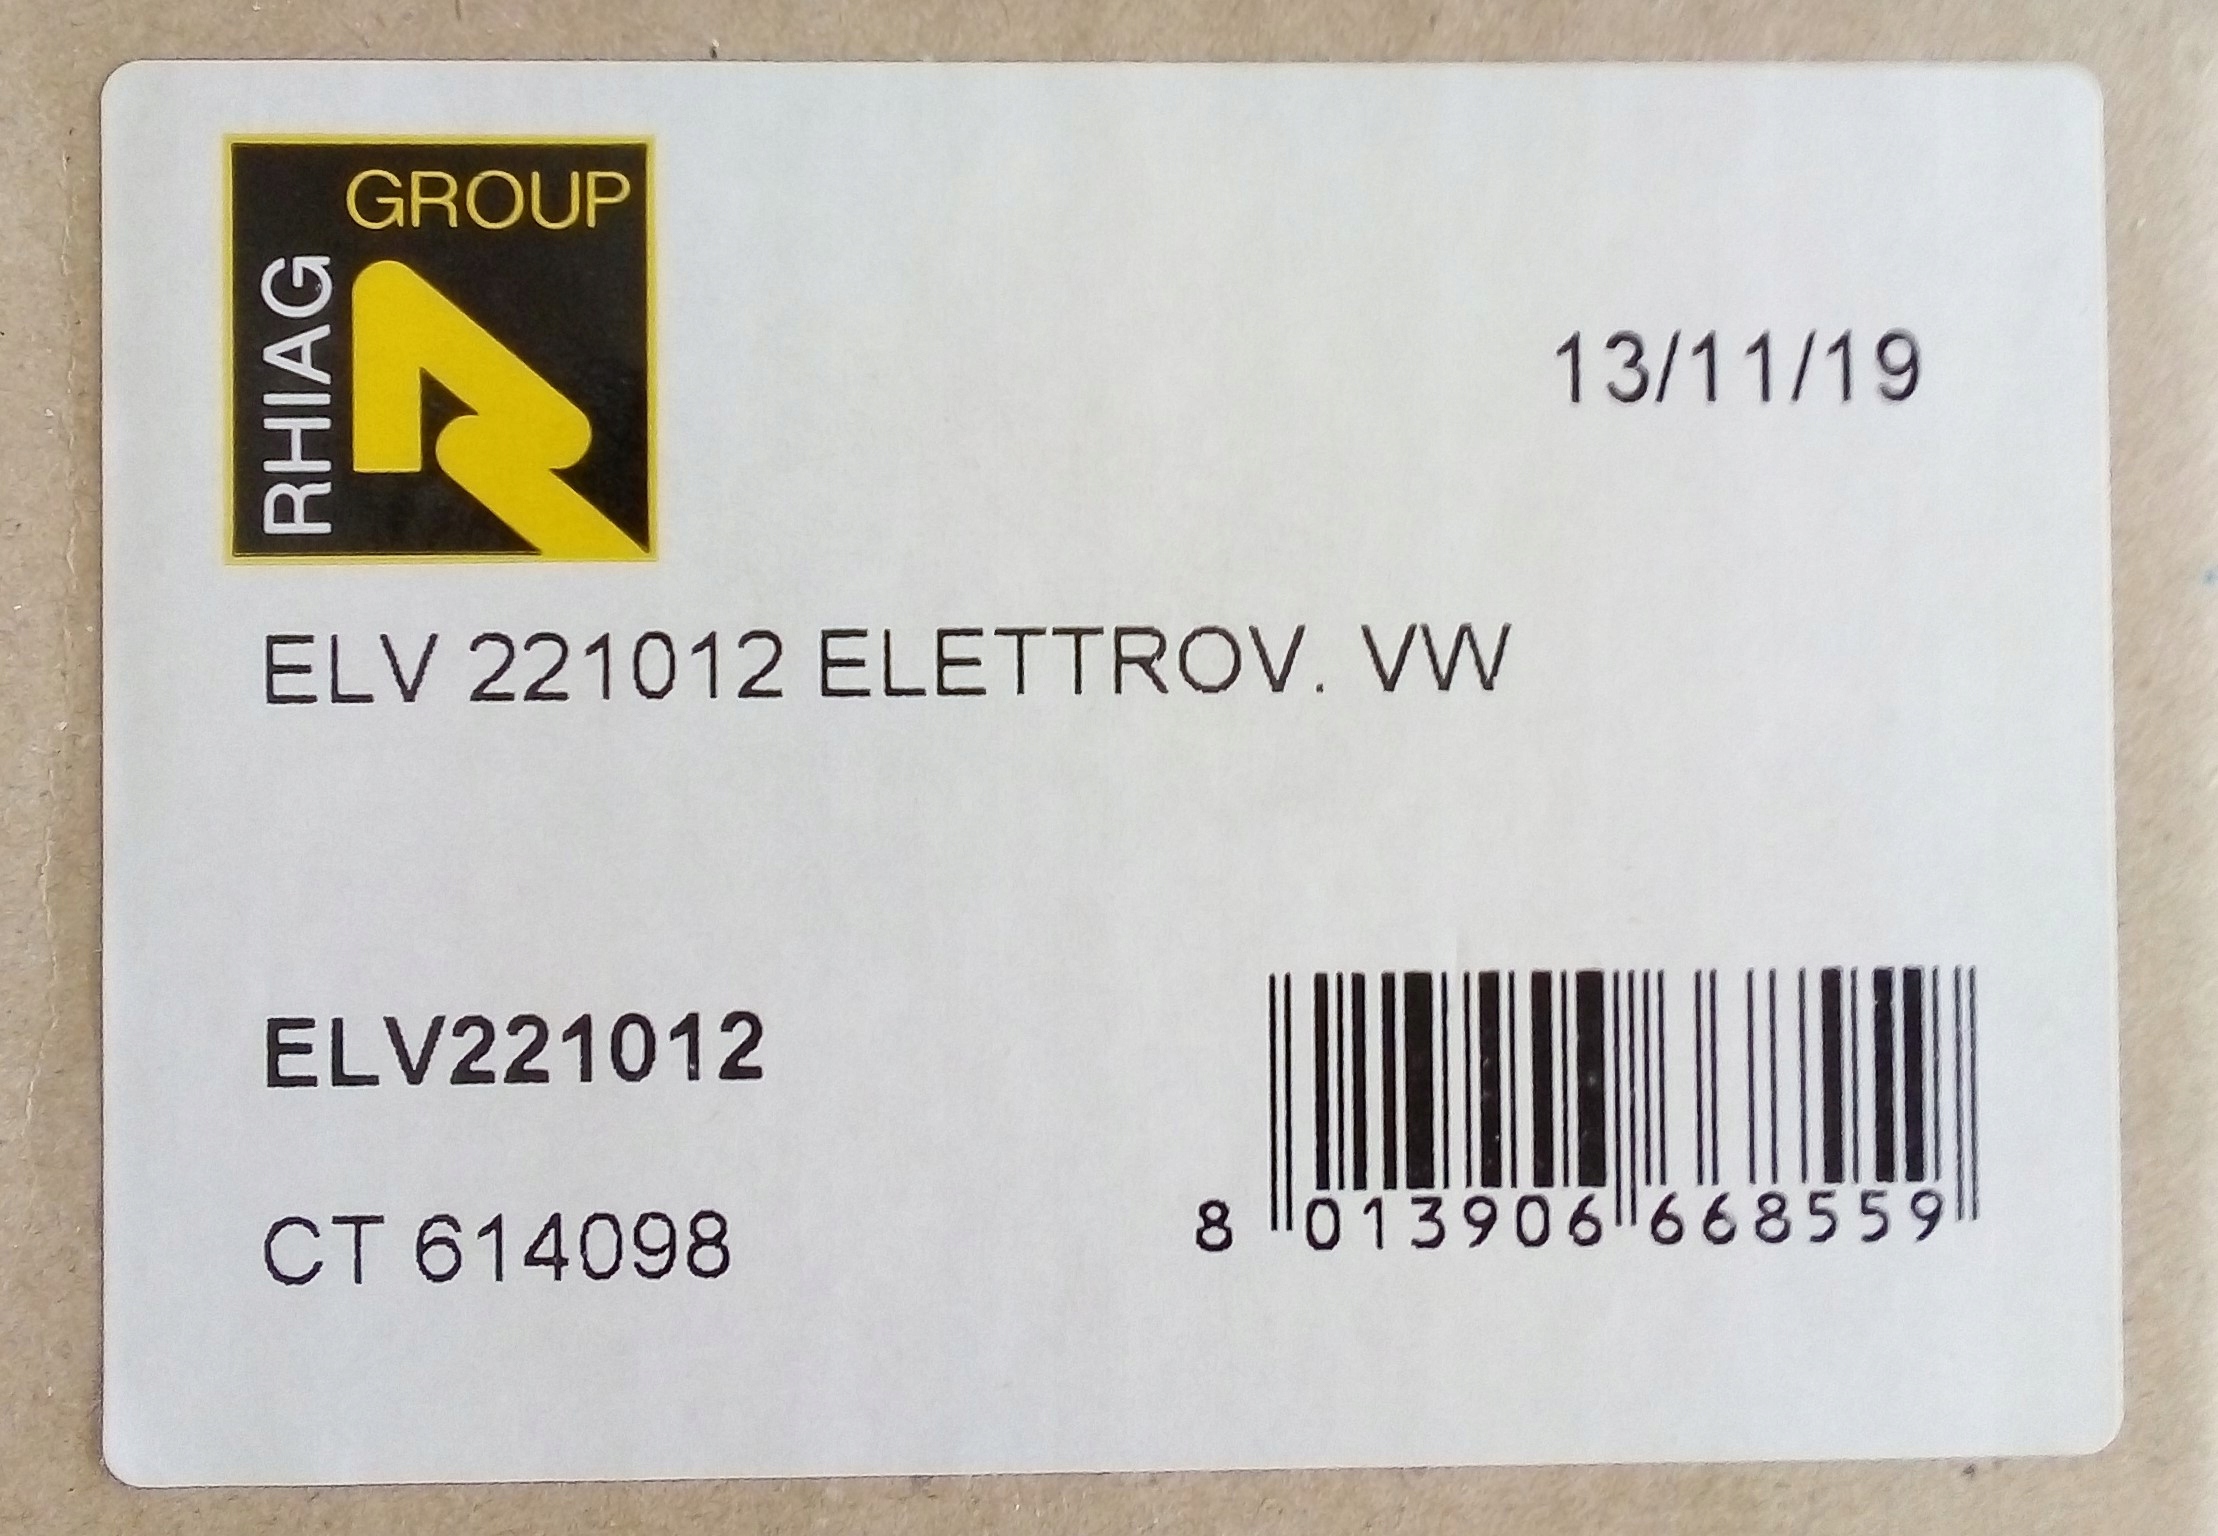 GROUP
RHIAG
13/11/19
ELV 221012 ELETTROV. VW
ELV221012
CT 614098
8 013906 668559